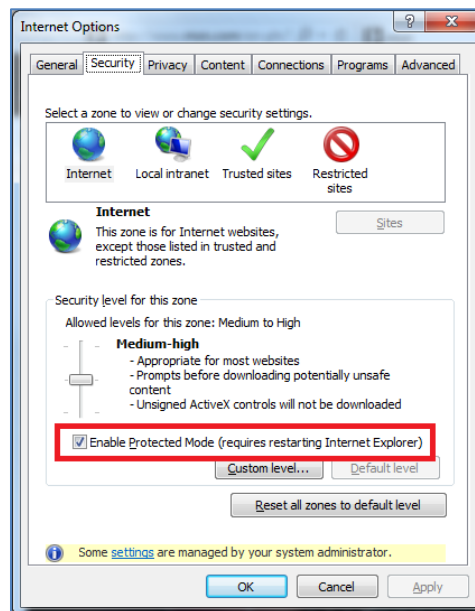 Internet Options
?
General Security Privacy Content Connections Programs Advanced
Select a zone to view or change security settings.
Internet Local intranet Trusted sites Restricted
sites
Internet
This zone is for Internet websites,
except those listed in trusted and
restricted zones.
Sites
Security level for this zone
Allowed levels for this zone: Medium to High
Medium-high
- Appropriate for most websites
- Prompts before downloading potentially unsafe
content
- Unsigned ActiveX controls will not be downloaded
Enable Protected Mode (requires restarting Internet Explorer)
Custom level... Default level
Reset all zones to default level
Some settings are managed by your system administrator.
OK Cancel Apply